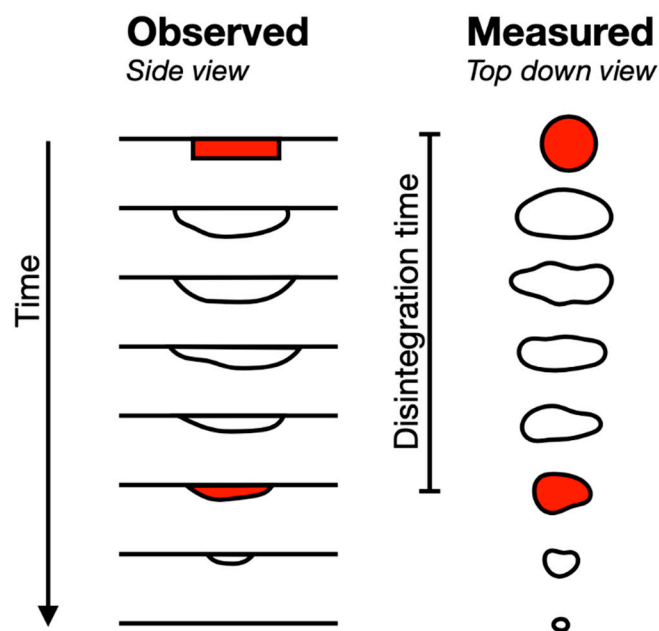 Observed
Side view
Measured
Top down view
Time
Disintegration time